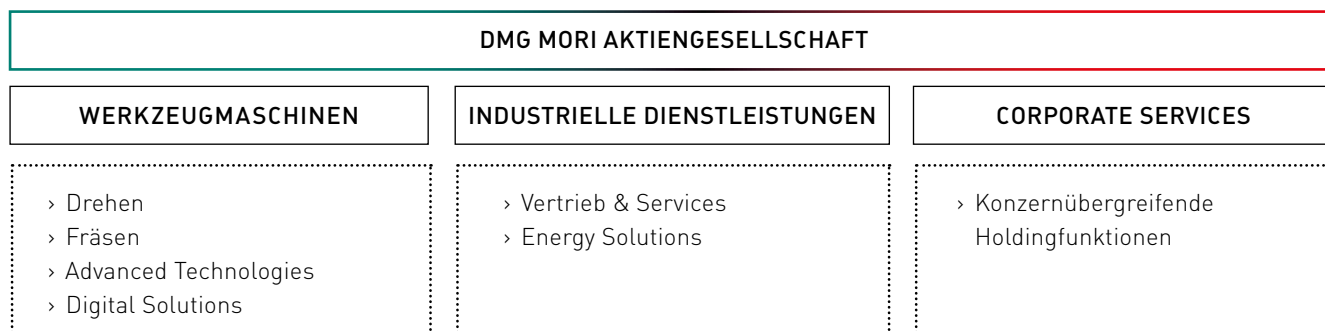 DMG MORI AKTIENGESELLSCHAFT
WERKZEUGMASCHINEN
› Drehen
› Fräsen
› Advanced Technologies
› Digital Solutions
INDUSTRIELLE DIENSTLEISTUNGEN
› Vertrieb & Services
› Energy Solutions
CORPORATE SERVICES
› Konzernübergreifende
Holdingfunktionen